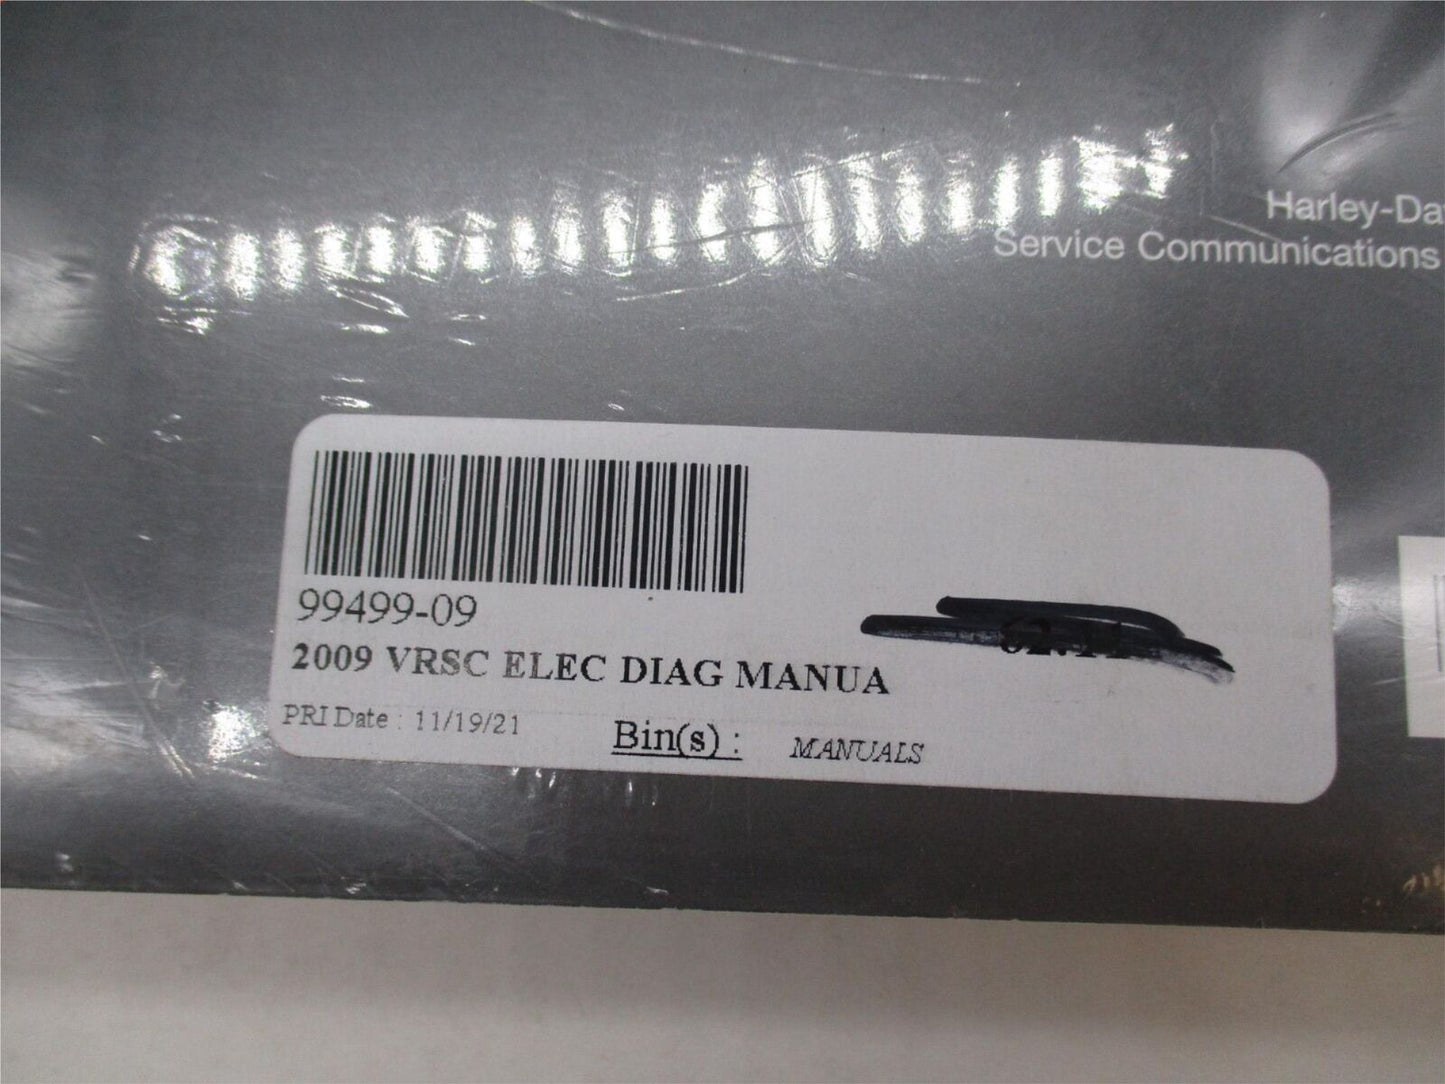 Harley-Da
Service Communications
99499-09
2009 VRSC ELEC DIAG MANUA
PRI Date : 11/19/21
Bin(s) : MANUALS